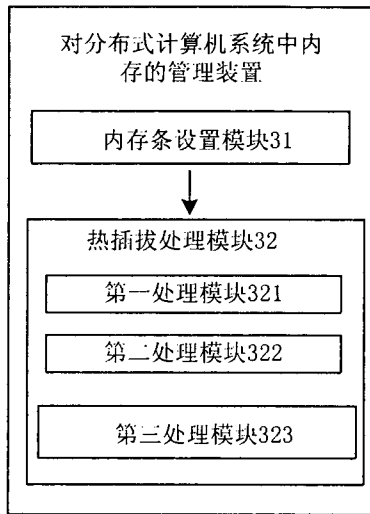 对分布式计算机系统中内
存的管理装置
内存条设置模块31
热插拔处理模块32
第一处理模块321
第二处理模块322
第三处理模块323